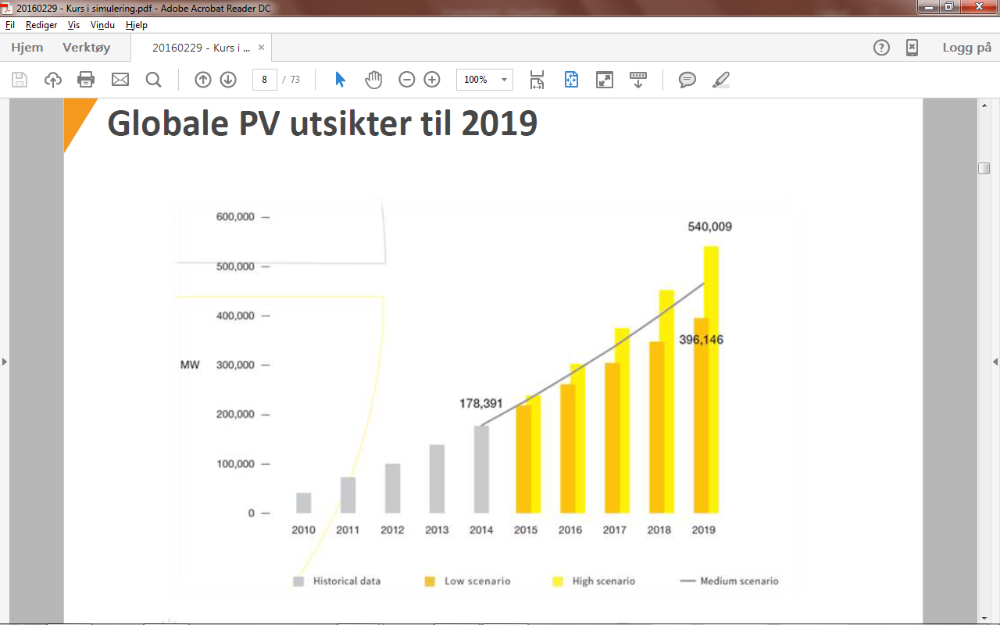 20160229 - Kurs i simulering.pdf - Adobe Acrobat Reader DC
Fil Rediger Vis Vindu Hjelp
Hjem Verktøy 20160229 - Kurs i ... × Logg på
8 / 73 100%
Globale PV utsikter til 2019
600,000
540,009
500,000
400,000
396,146
MW 300,000
178,391
200,000
100,000
0
2010 2011 2012 2013 2014 2015 2016 2017 2018 2019
Historical data Low scenario High scenario Medium scenario